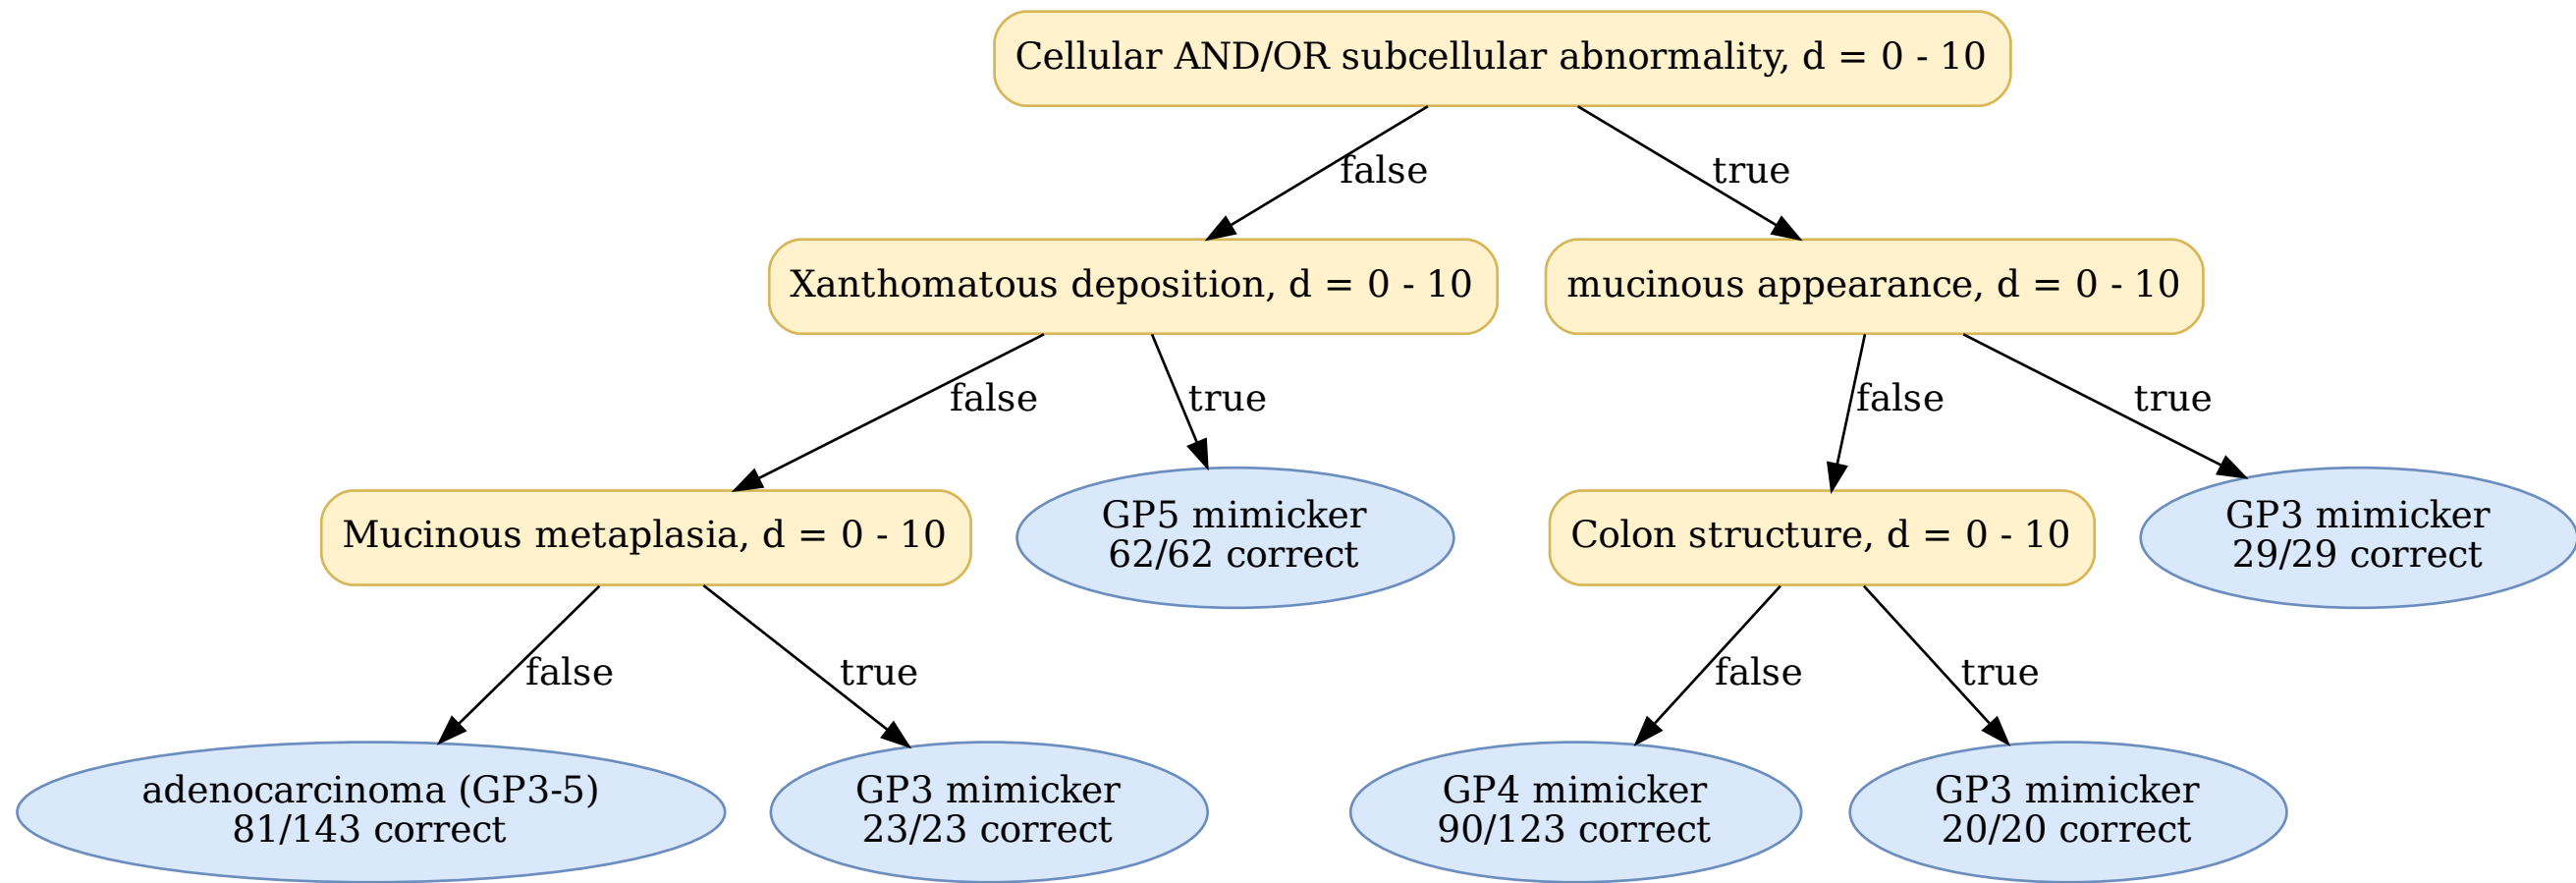 Cellular AND/OR subcellular abnormality, d = 0 - 10
false
true
Xanthomatous deposition, d = 0 - 10
mucinous appearance, d = 0 - 10
false
true
false
true
Mucinous metaplasia, d = 0 - 10
GP5 mimicker
62/62 correct
Colon structure, d = 0 - 10
GP3 mimicker
29/29 correct
false
true
false
true
adenocarcinoma (GP3-5)
81/143 correct
GP3 mimicker
23/23 correct
GP4 mimicker
90/123 correct
GP3 mimicker
20/20 correct